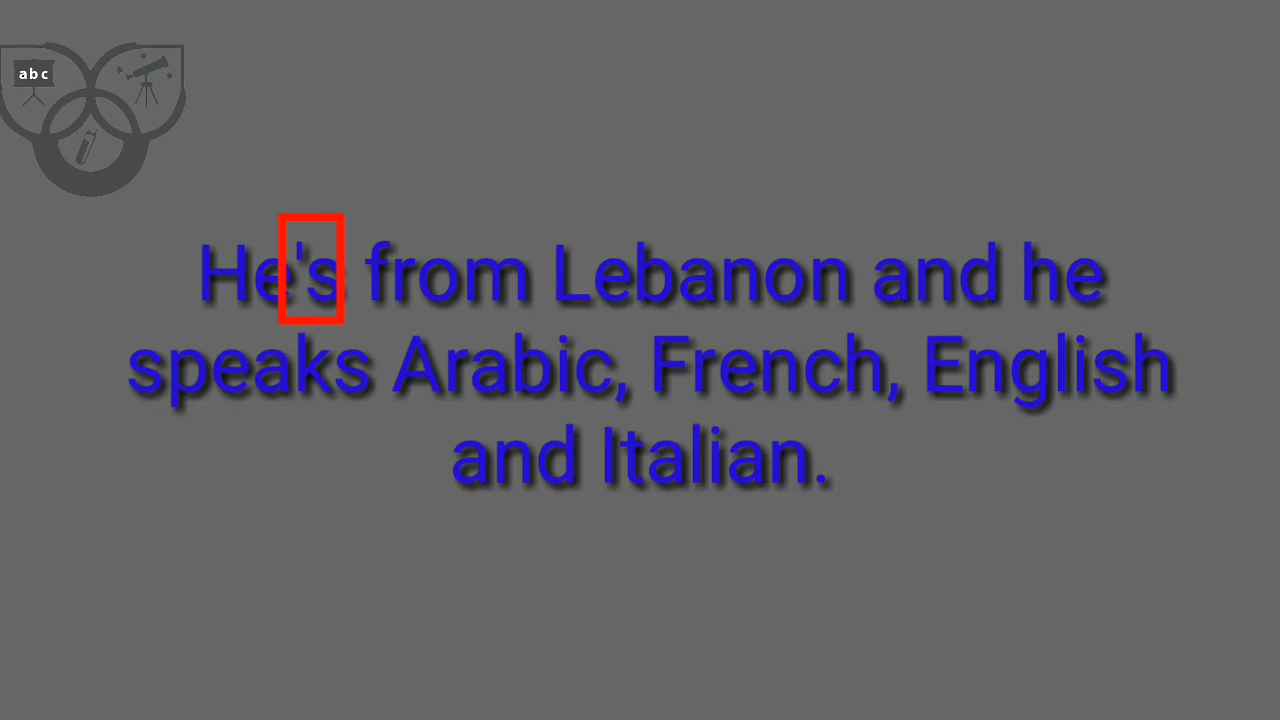 abc
He's from Lebanon and he
speaks Arabic, French, English
and Italian.